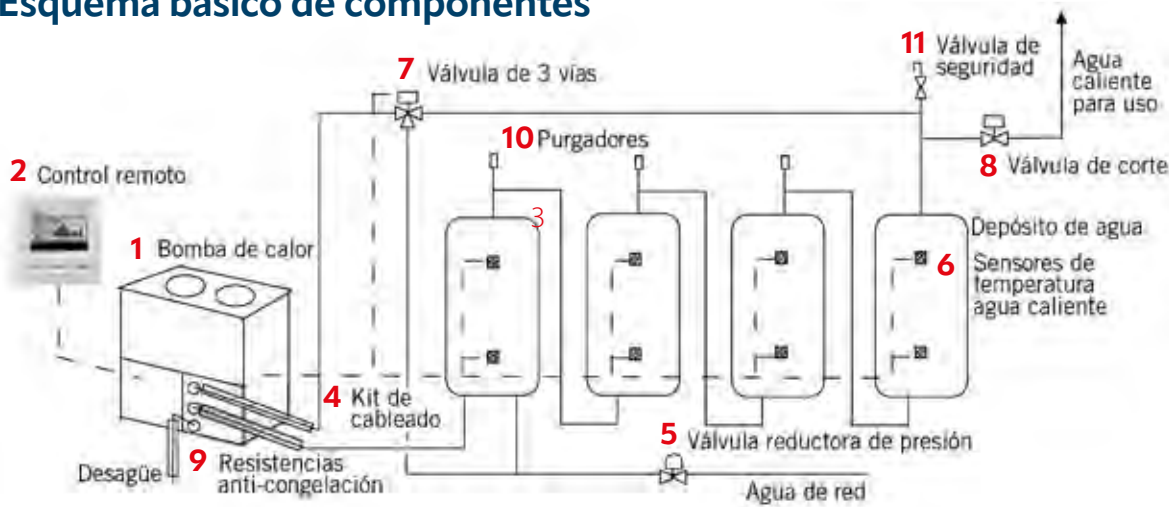 Esquema básico de componentes
11 Válvula de
seguridad
Agua
caliente
para uso
7 Válvula de 3 vías
10 Purgadores
8 Válvula de corte
2 Control remoto
3
1 Bomba de calor
Depósito de agua
6 Sensores de
temperatura
agua caliente
4 Kit de
cableado
5 Válvula reductora de presión
Desagüe
9 Resistencias
anti-congelación
Agua de red